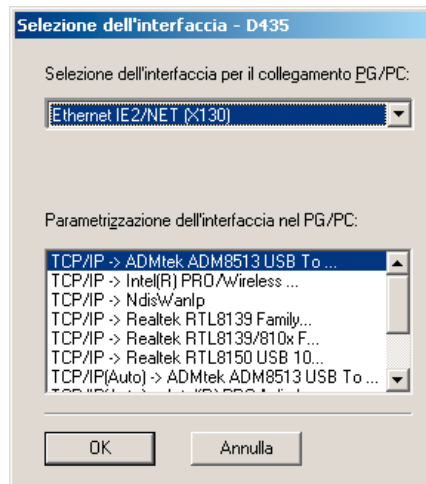 Selezione dell'interfaccia - D435
Selezione dell'interfaccia per il collegamento PG/PC:
Ethernet IE2/NET (X130)
Parametrizzazione dell'interfaccia nel PG/PC:
TCP/IP -> ADMtek ADM8513 USB To ...
TCP/IP -> Intel(R) PRO/Wireless ...
TCP/IP -> NdisWanIp
TCP/IP -> Realtek RTL8139 Family...
TCP/IP -> Realtek RTL8139/810x F...
TCP/IP -> Realtek RTL8150 USB 10...
TCP/IP(Auto) -> ADMtek ADM8513 USB To ...
OK
Annulla